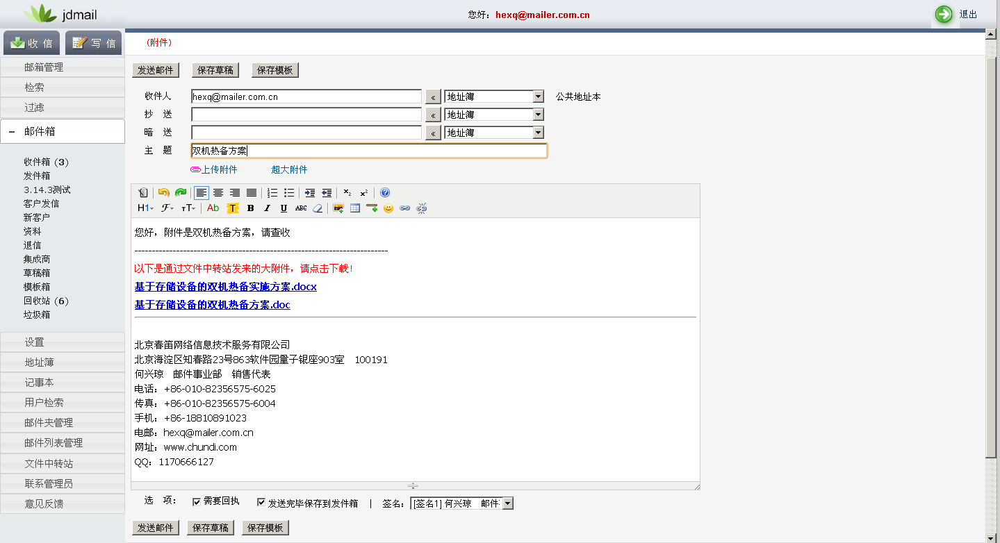 jdmail
您好：hexq@mailer.com.cn
退出
收 信
写 信
邮箱管理
检索
过滤
邮件箱
收件箱 (3)
发件箱
3.14.3测试
客户发信
新客户
资料
退信
集成商
草稿箱
模板箱
回收站 (6)
垃圾箱
设置
地址簿
记事本
用户检索
邮件夹管理
邮件列表管理
文件中转站
联系管理员
意见反馈
(附件)
发送邮件 保存草稿 保存模板
收件人 hexq@mailer.com.cn « 地址簿 公共地址本
抄 送 « 地址簿
暗 送 « 地址簿
主 题 双机热备方案
上传附件 超大附件
H1 F TT Ab T B I U ABC
您好，附件是双机热备方案，请查收
-------------------------------------------------------------------------
以下是通过文件中转站发来的大附件，请点击下载！
基于存储设备的双机热备实施方案.docx
基于存储设备的双机热备方案.doc
北京春笛网络信息技术服务有限公司
北京海淀区知春路23号863软件园量子银座903室 100191
何兴琼 邮件事业部 销售代表
电话：+86-010-82356575-6025
传真：+86-010-82356575-6004
手机：+86-18810891023
电邮：hexq@mailer.com.cn
网址：www.chundi.com
QQ：1170666127
选 项： 需要回执 发送完毕保存到发件箱 | 签名： [签名1] 何兴琼 邮件
发送邮件 保存草稿 保存模板